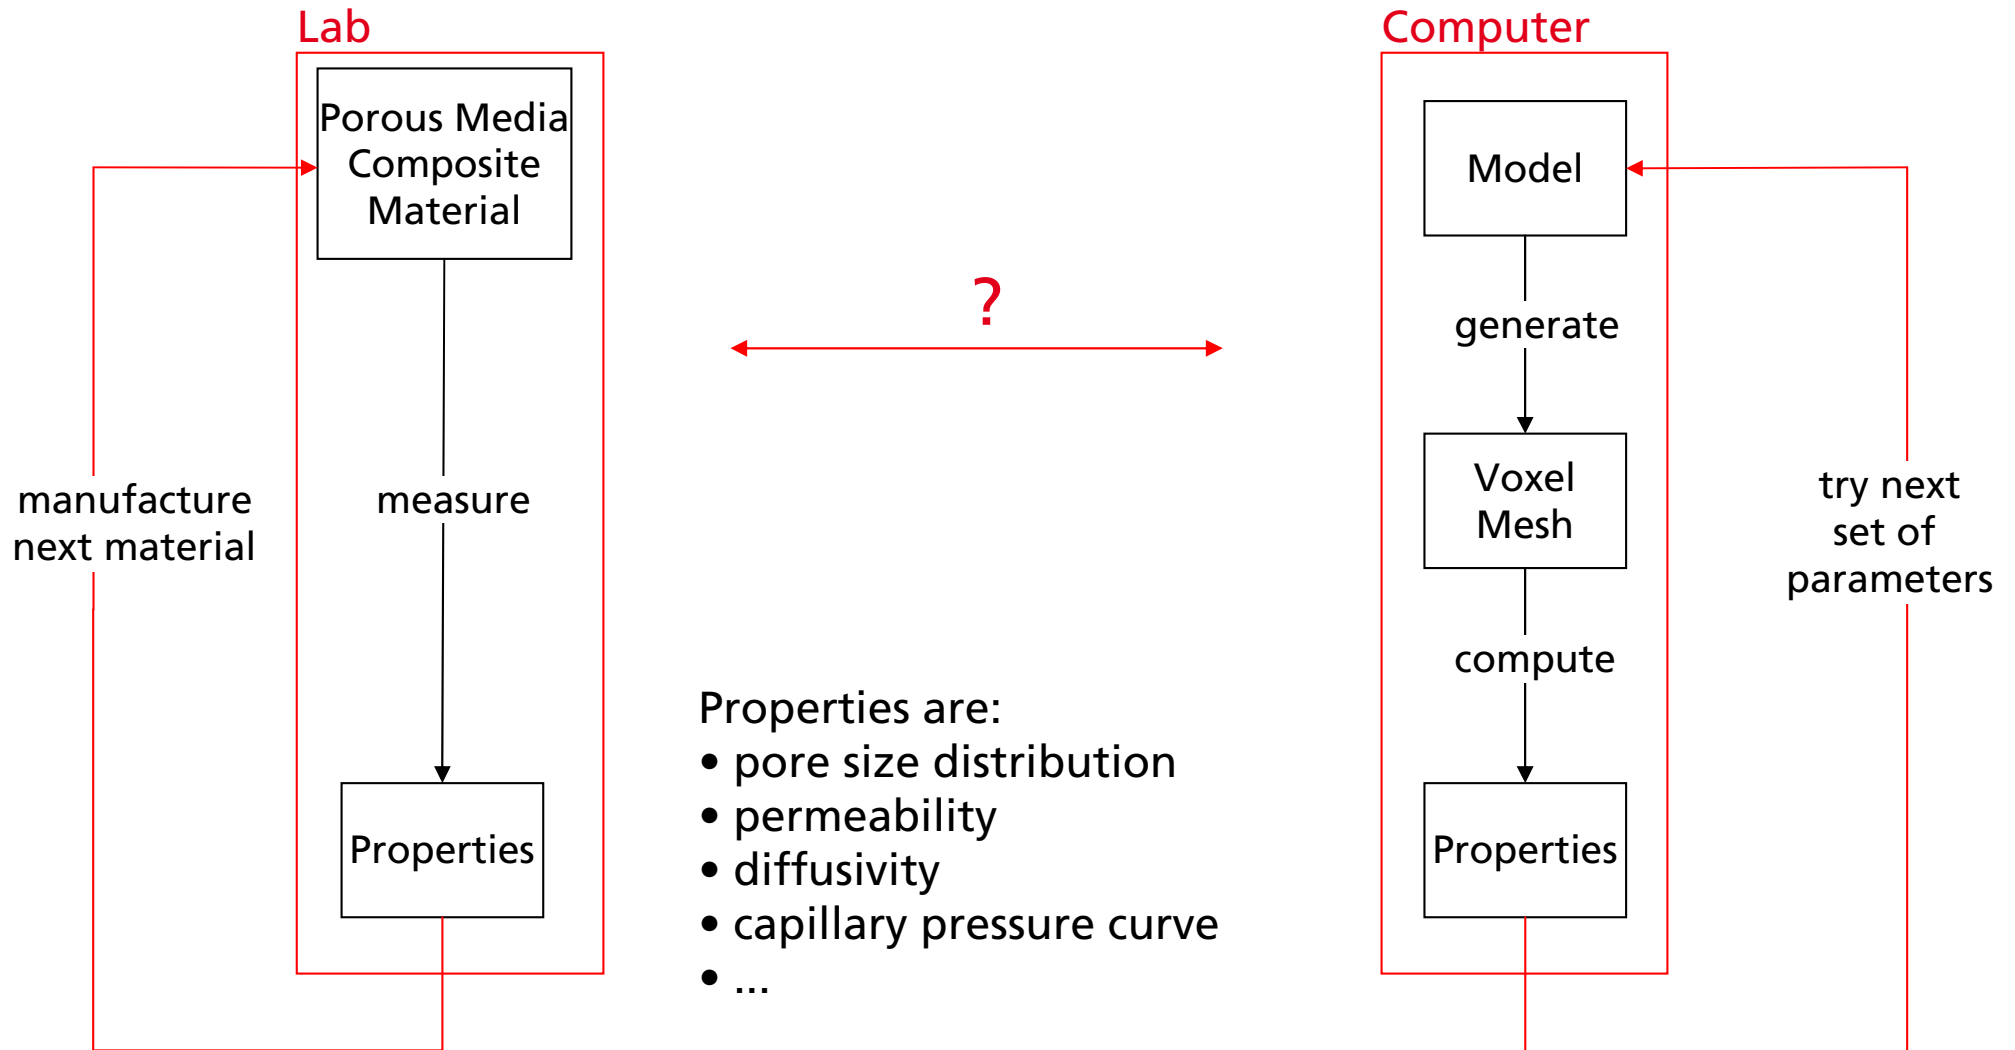 Lab
Porous Media
Composite
Material
measure
Properties
manufacture
next material
?
Properties are:
• pore size distribution
• permeability
• diffusivity
• capillary pressure curve
• ...
Computer
Model
generate
Voxel
Mesh
compute
Properties
try next
set of
parameters